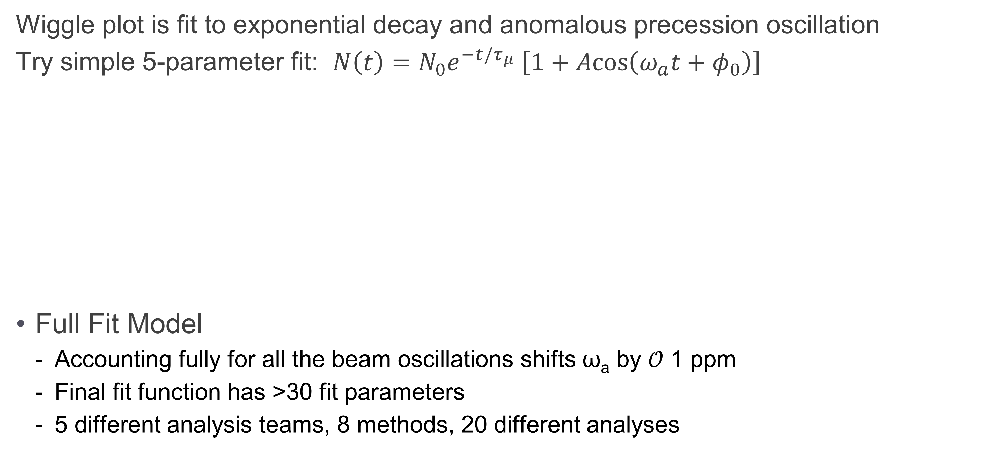 Wiggle plot is fit to exponential decay and anomalous precession oscillation
Try simple 5-parameter fit: N(t) = N₀e^{−t/τ_μ} [1 + Acos(ω_a t + ϕ₀)]
• Full Fit Model
- Accounting fully for all the beam oscillations shifts ωₐ by 𝒪 1 ppm
- Final fit function has >30 fit parameters
- 5 different analysis teams, 8 methods, 20 different analyses